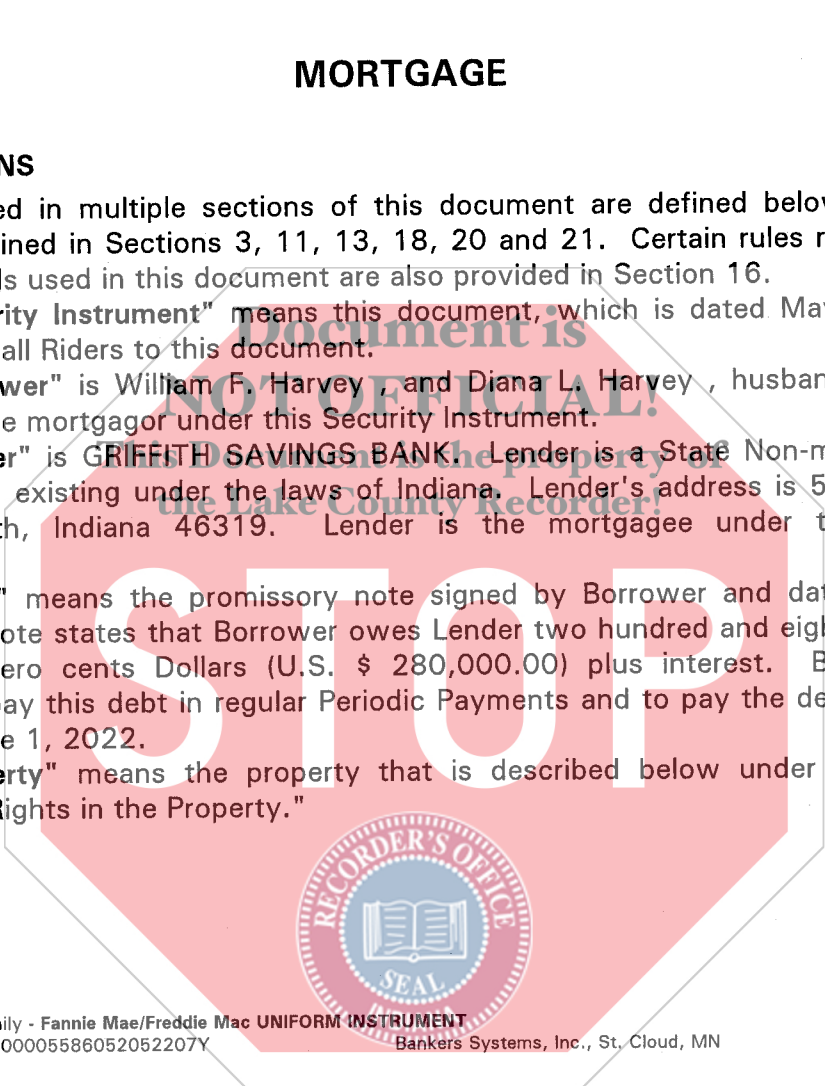 MORTGAGE
NS
ed in multiple sections of this document are defined below
ined in Sections 3, 11, 13, 18, 20 and 21. Certain rules r
ds used in this document are also provided in Section 16.
rity Instrument" means this document, which is dated May
all Riders to this document.
wer" is William F. Harvey , and Diana L. Harvey , husban
e mortgagor under this Security Instrument.
er" is GRIFFITH SAVINGS BANK. Lender is a State Non-m
existing under the laws of Indiana. Lender's address is 5
th, Indiana 46319. Lender is the mortgagee under t
" means the promissory note signed by Borrower and dat
ote states that Borrower owes Lender two hundred and eigh
ero cents Dollars (U.S. $ 280,000.00) plus interest. B
pay this debt in regular Periodic Payments and to pay the de
e 1, 2022.
erty" means the property that is described below under
Rights in the Property."
Document is
NOT OFFICIAL!
This Document is the property of
the Lake County Recorder!
STOP
RECORDER'S OFFICE
SEAL
INDIANA
ily - Fannie Mae/Freddie Mac UNIFORM INSTRUMENT
00005586052052207Y Bankers Systems, Inc., St. Cloud, MN